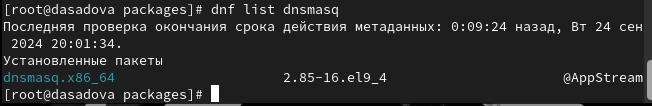 [root@dasadova packages]# dnf list dnsmasq
Последняя проверка окончания срока действия метаданных: 0:09:24 назад, Вт 24 сен
 2024 20:01:34.
Установленные пакеты
dnsmasq.x86_64 2.85-16.el9_4 @AppStream
[root@dasadova packages]#